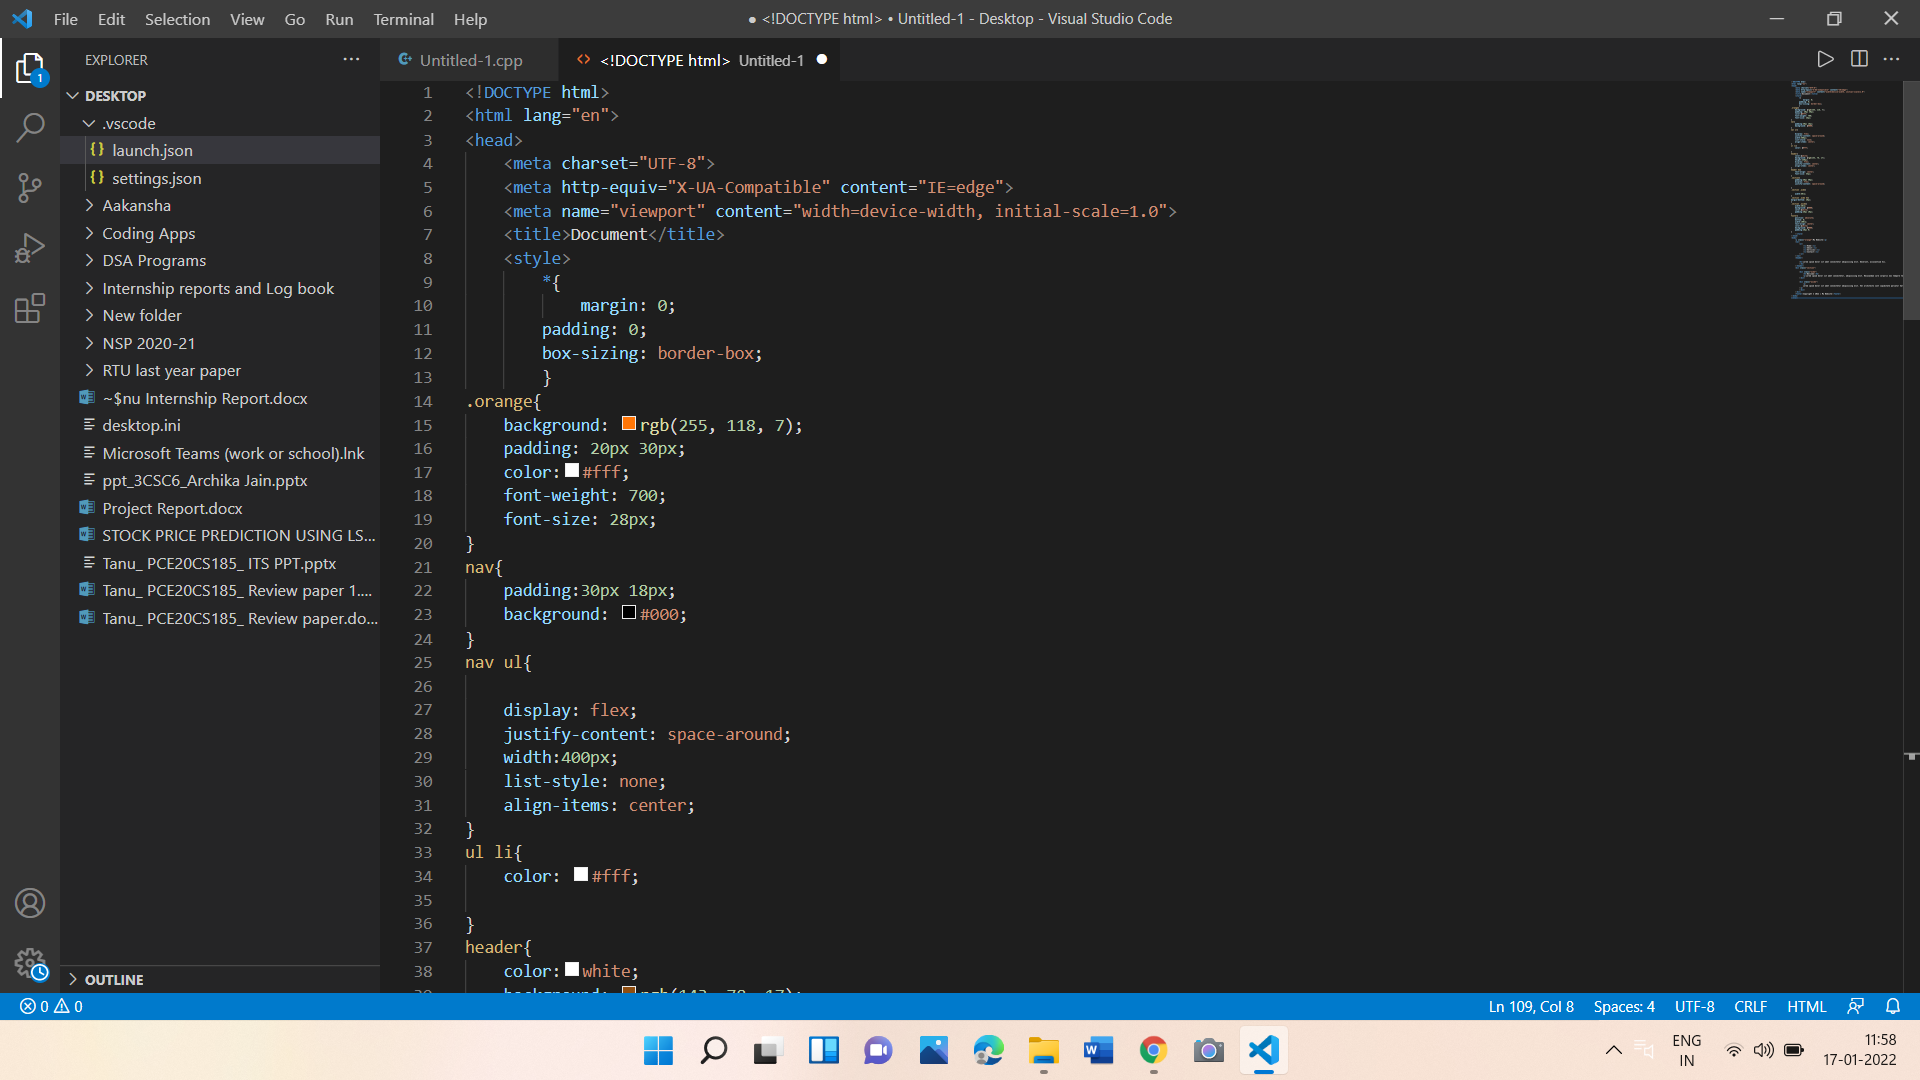 File Edit Selection View Go Run Terminal Help
● <!DOCTYPE html> • Untitled-1 - Desktop - Visual Studio Code
EXPLORER
Untitled-1.cpp
<!DOCTYPE html> Untitled-1
1
DESKTOP
.vscode
{} launch.json
{} settings.json
Aakansha
Coding Apps
DSA Programs
Internship reports and Log book
New folder
NSP 2020-21
RTU last year paper
~$nu Internship Report.docx
desktop.ini
Microsoft Teams (work or school).lnk
ppt_3CSC6_Archika Jain.pptx
Project Report.docx
STOCK PRICE PREDICTION USING LS...
Tanu_ PCE20CS185_ ITS PPT.pptx
Tanu_ PCE20CS185_ Review paper 1....
Tanu_ PCE20CS185_ Review paper.do...
OUTLINE
1 <!DOCTYPE html>
2 <html lang="en">
3 <head>
4 <meta charset="UTF-8">
5 <meta http-equiv="X-UA-Compatible" content="IE=edge">
6 <meta name="viewport" content="width=device-width, initial-scale=1.0">
7 <title>Document</title>
8 <style>
9 *{
10 margin: 0;
11 padding: 0;
12 box-sizing: border-box;
13 }
14 .orange{
15 background: rgb(255, 118, 7);
16 padding: 20px 30px;
17 color: #fff;
18 font-weight: 700;
19 font-size: 28px;
20 }
21 nav{
22 padding:30px 18px;
23 background: #000;
24 }
25 nav ul{
26
27 display: flex;
28 justify-content: space-around;
29 width:400px;
30 list-style: none;
31 align-items: center;
32 }
33 ul li{
34 color: #fff;
35
36 }
37 header{
38 color: white;
0 0
Ln 109, Col 8 Spaces: 4 UTF-8 CRLF HTML
ENG
IN
11:58
17-01-2022